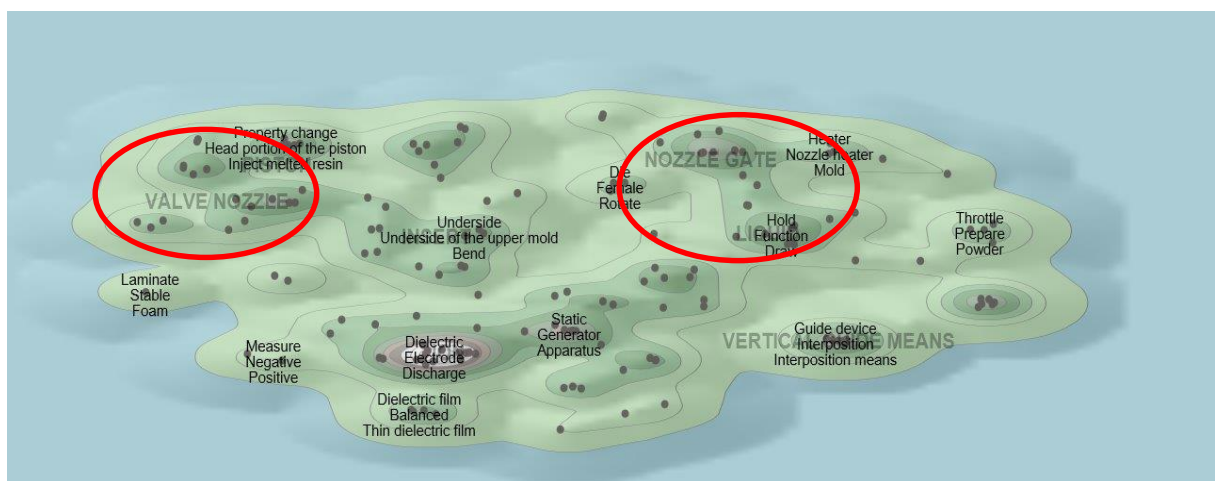 Property change
Head portion of the piston
Inject melted resin
VALVE NOZZLE
NOZZLE GATE
Heater
Nozzle heater
Mold
Die
Female
Rotate
Underside
Underside of the upper mold
Bend
Hold
Function
Draw
Throttle
Prepare
Powder
Laminate
Stable
Foam
Static
Generator
Apparatus
VERTICAL
MEANS
Guide device
Interposition
Interposition means
Measure
Negative
Positive
Dielectric
Electrode
Discharge
Dielectric film
Balanced
Thin dielectric film